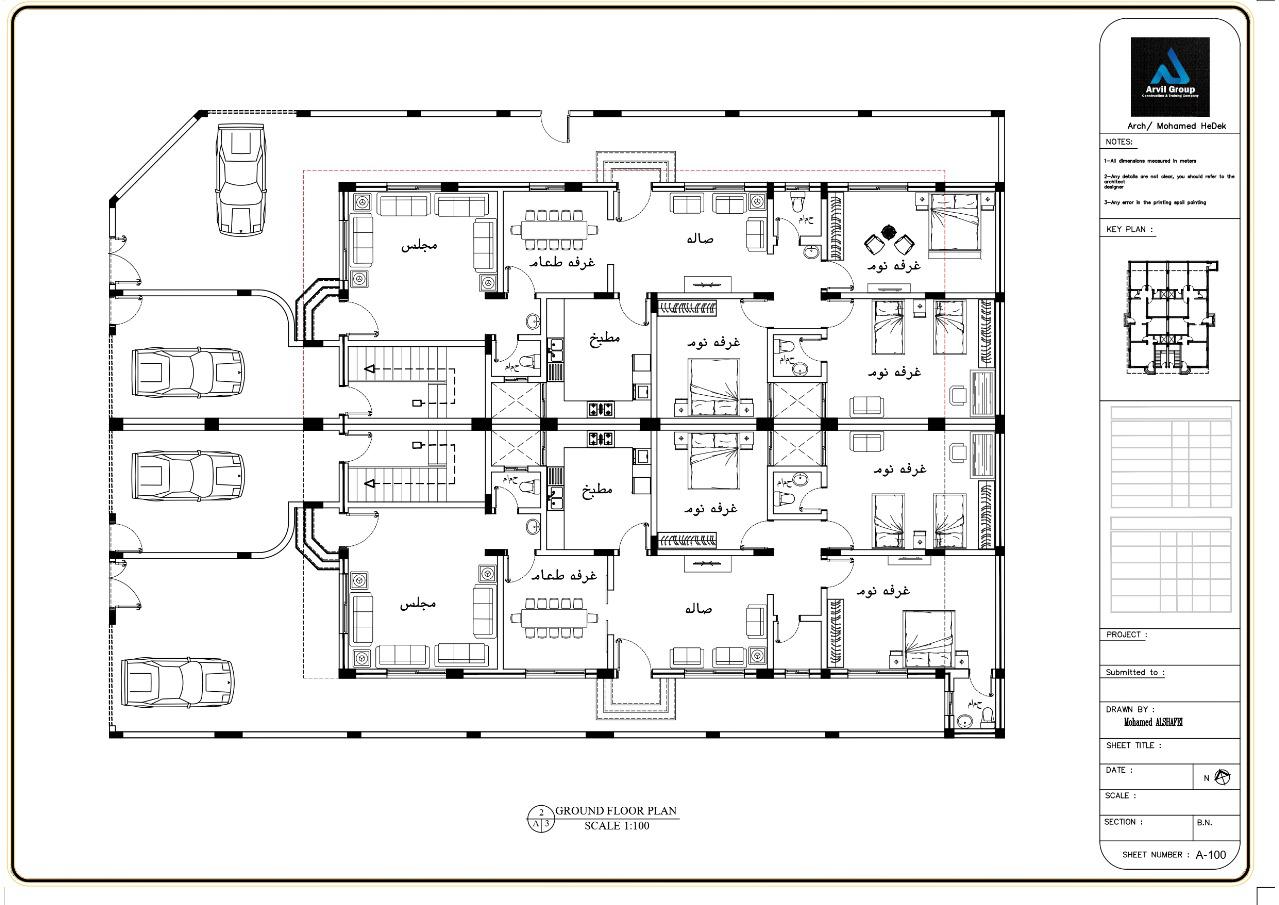 Arvil Group
Construction & Training Company
Arch/ Mohamed HeDek
NOTES:
1-All dimensions measured in meters
2-Any details are not clear, you should refer to the
architect
designer
3-Any error in the printing spoil painting
KEY PLAN :
PROJECT :
Submitted to :
DRAWN BY :
Mohamed ALSHAFEI
SHEET TITLE :
DATE :
N
SCALE :
SECTION :
B.N.
SHEET NUMBER : A-100
مجلس
غرفه طعام
صاله
حمام
غرفه نوم
مطبخ
غرفه نوم
حمام
حمام
غرفه نوم
مطبخ
غرفه نوم
حمام
حمام
غرفه نوم
مجلس
غرفه طعام
صاله
غرفه نوم
حمام
2
A 3
GROUND FLOOR PLAN
SCALE 1:100